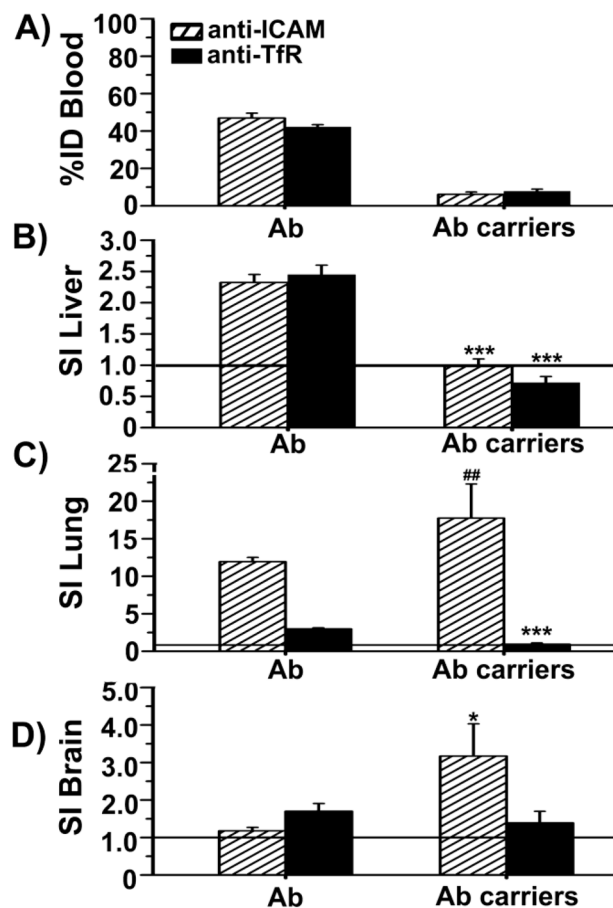 A)
%ID Blood
100
80
60
40
20
0
anti-ICAM
anti-TfR
Ab
Ab carriers
B)
SI Liver
3.0
2.5
2.0
1.5
1.0
0.5
0
***
***
Ab
Ab carriers
C)
SI Lung
25
20
15
10
5
0
##
***
Ab
Ab carriers
D)
SI Brain
5.0
4.0
3.0
2.0
1.0
0
*
Ab
Ab carriers